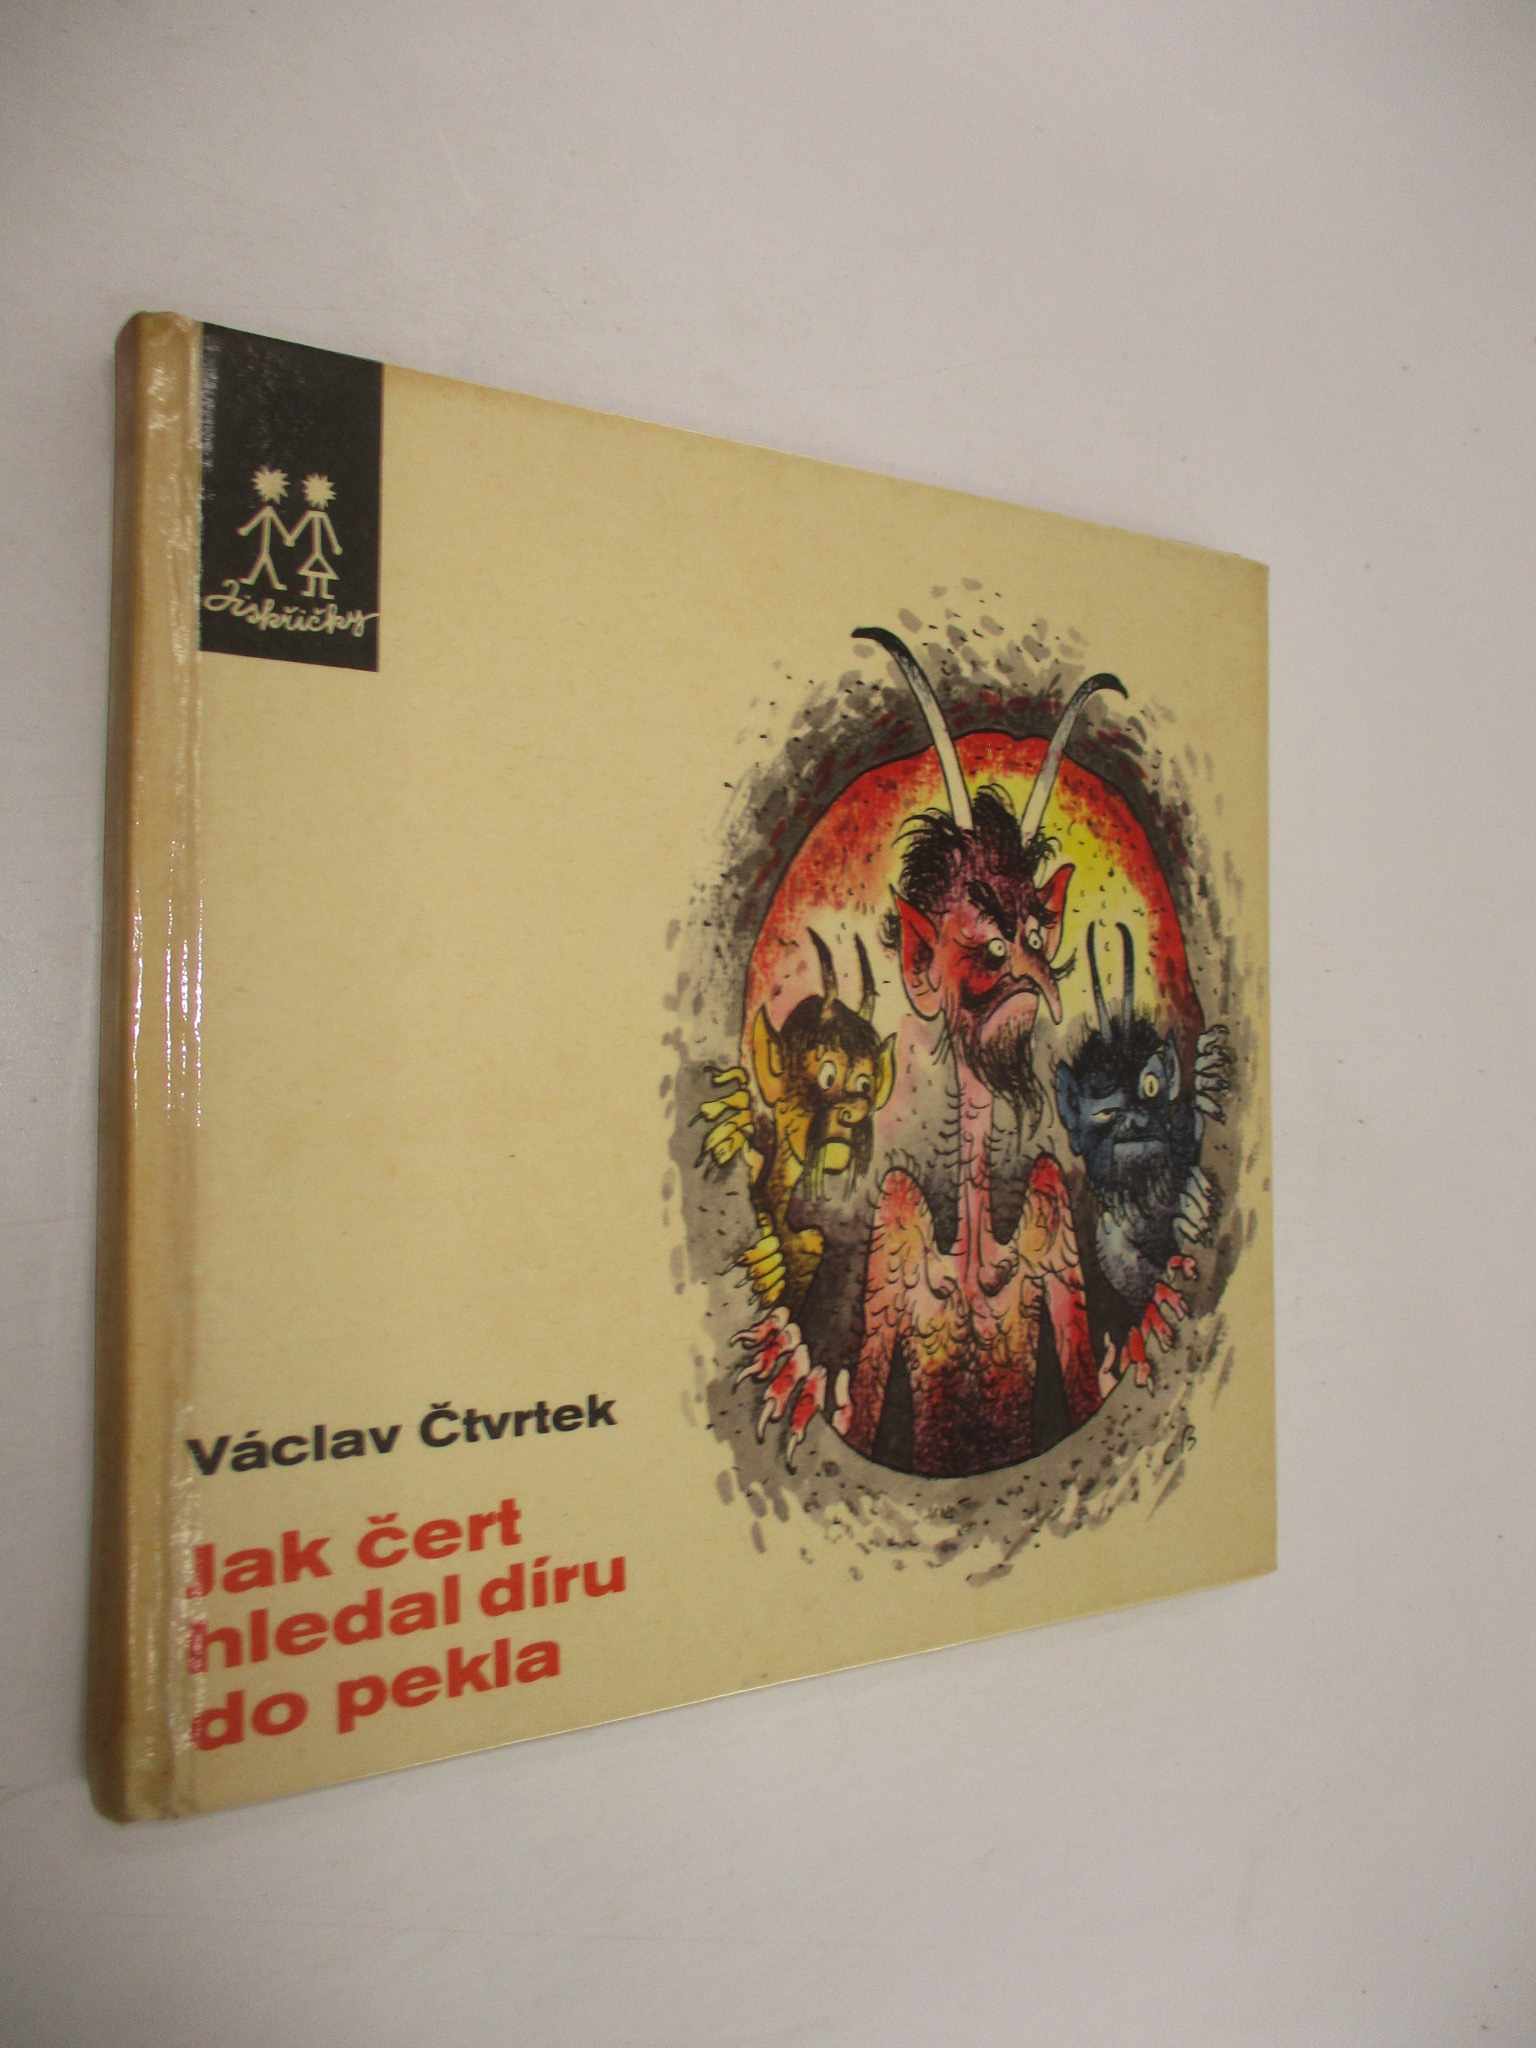 Jiskřičky
Václav Čtvrtek
Jak čert
hledal díru
do pekla